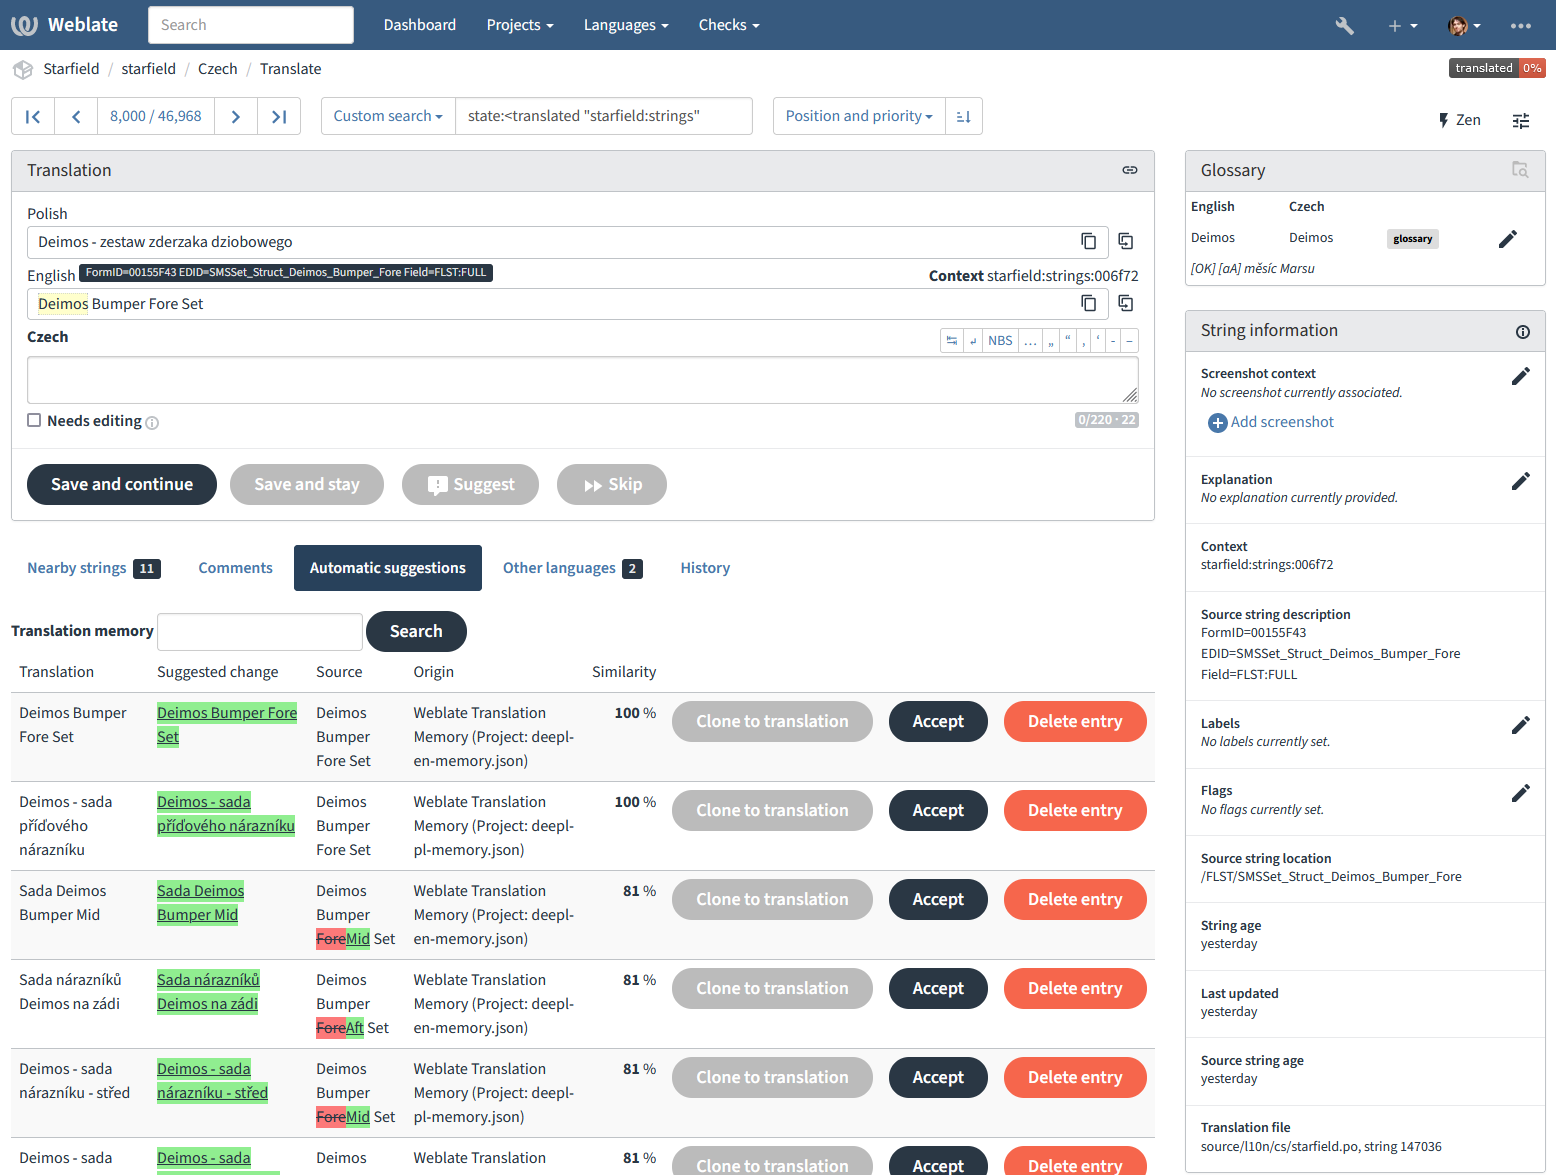 Weblate
Search
Dashboard
Projects
Languages
Checks
Starfield / starfield / Czech / Translate
translated 0%
8,000 / 46,968
Custom search
state:<translated "starfield:strings"
Position and priority
Zen
Translation
Polish
Deimos - zestaw zderzaka dziobowego
English FormID=00155F43 EDID=SMSSet_Struct_Deimos_Bumper_Fore Field=FLST:FULL
Context starfield:strings:006f72
Deimos Bumper Fore Set
Czech
↹ ↲ NBS … „ “ ‚ ‘ - –
Needs editing
0/220 · 22
Save and continue
Save and stay
Suggest
Skip
Nearby strings 11
Comments
Automatic suggestions
Other languages 2
History
Translation memory
Search
Translation Suggested change Source Origin Similarity
Deimos Bumper
Fore Set
Deimos Bumper Fore
Set
Deimos
Bumper
Fore Set
Weblate Translation
Memory (Project: deepl-
en-memory.json)
100 %
Clone to translation
Accept
Delete entry
Deimos - sada
příďového
nárazníku
Deimos - sada
příďového nárazníku
Deimos
Bumper
Fore Set
Weblate Translation
Memory (Project: deepl-
pl-memory.json)
100 %
Clone to translation
Accept
Delete entry
Sada Deimos
Bumper Mid
Sada Deimos
Bumper Mid
Deimos
Bumper
ForeMid Set
Weblate Translation
Memory (Project: deepl-
en-memory.json)
81 %
Clone to translation
Accept
Delete entry
Sada nárazníků
Deimos na zádi
Sada nárazníků
Deimos na zádi
Deimos
Bumper
ForeAft Set
Weblate Translation
Memory (Project: deepl-
en-memory.json)
81 %
Clone to translation
Accept
Delete entry
Deimos - sada
nárazníku - střed
Deimos - sada
nárazníku - střed
Deimos
Bumper
ForeMid Set
Weblate Translation
Memory (Project: deepl-
pl-memory.json)
81 %
Clone to translation
Accept
Delete entry
Deimos - sada
Deimos - sada
Deimos
Weblate Translation
81 %
Clone to translation
Accept
Delete entry
Glossary
English Czech
Deimos Deimos glossary
[OK] [aA] měsíc Marsu
String information
Screenshot context
No screenshot currently associated.
Add screenshot
Explanation
No explanation currently provided.
Context
starfield:strings:006f72
Source string description
FormID=00155F43
EDID=SMSSet_Struct_Deimos_Bumper_Fore
Field=FLST:FULL
Labels
No labels currently set.
Flags
No flags currently set.
Source string location
/FLST/SMSSet_Struct_Deimos_Bumper_Fore
String age
yesterday
Last updated
yesterday
Source string age
yesterday
Translation file
source/l10n/cs/starfield.po, string 147036